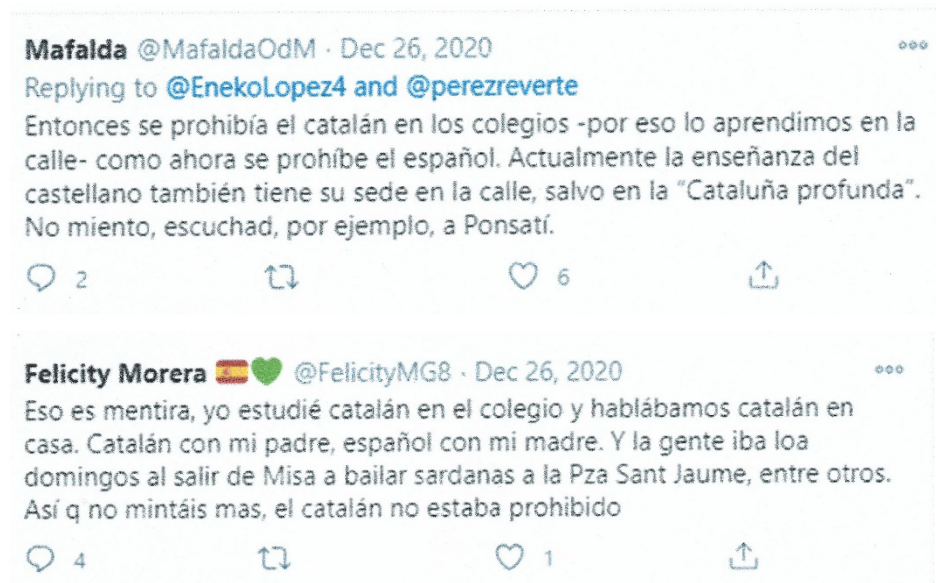 Mafalda @MafaldaOdM · Dec 26, 2020
Replying to @EnekoLopez4 and @perezreverte
Entonces se prohibía el catalán en los colegios -por eso lo aprendimos en la
calle- como ahora se prohíbe el español. Actualmente la enseñanza del
castellano también tiene su sede en la calle, salvo en la "Cataluña profunda".
No miento, escuchad, por ejemplo, a Ponsatí.
2 6
Felicity Morera @FelicityMG8 · Dec 26, 2020
Eso es mentira, yo estudié catalán en el colegio y hablábamos catalán en
casa. Catalán con mi padre, español con mi madre. Y la gente iba loa
domingos al salir de Misa a bailar sardanas a la Pza Sant Jaume, entre otros.
Así q no mintáis mas, el catalán no estaba prohibido
4 1